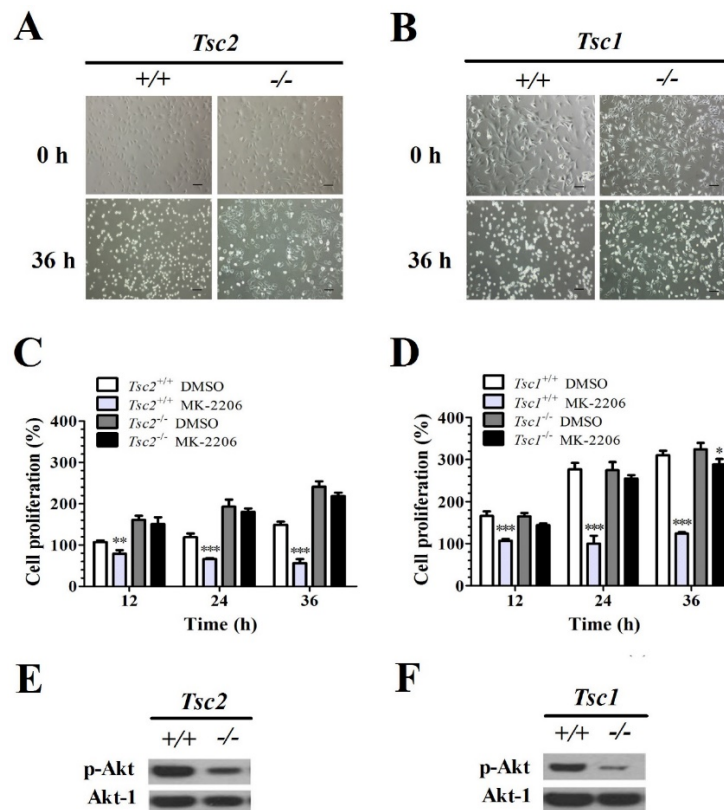 A
B
Tsc2
Tsc1
+/+ -/-
+/+ -/-
0 h
0 h
36 h
36 h
C
D
Tsc2+/+ DMSO
Tsc2+/+ MK-2206
Tsc2-/- DMSO
Tsc2-/- MK-2206
Tsc1+/+ DMSO
Tsc1+/+ MK-2206
Tsc1-/- DMSO
Tsc1-/- MK-2206
Cell proliferation (%)
400
300
200
100
0
** *** ***
12 24 36
Time (h)
Cell proliferation (%)
400
300
200
100
0
*** *** *** *
12 24 36
Time (h)
E
F
Tsc2
Tsc1
+/+ -/-
+/+ -/-
p-Akt
p-Akt
Akt-1
Akt-1